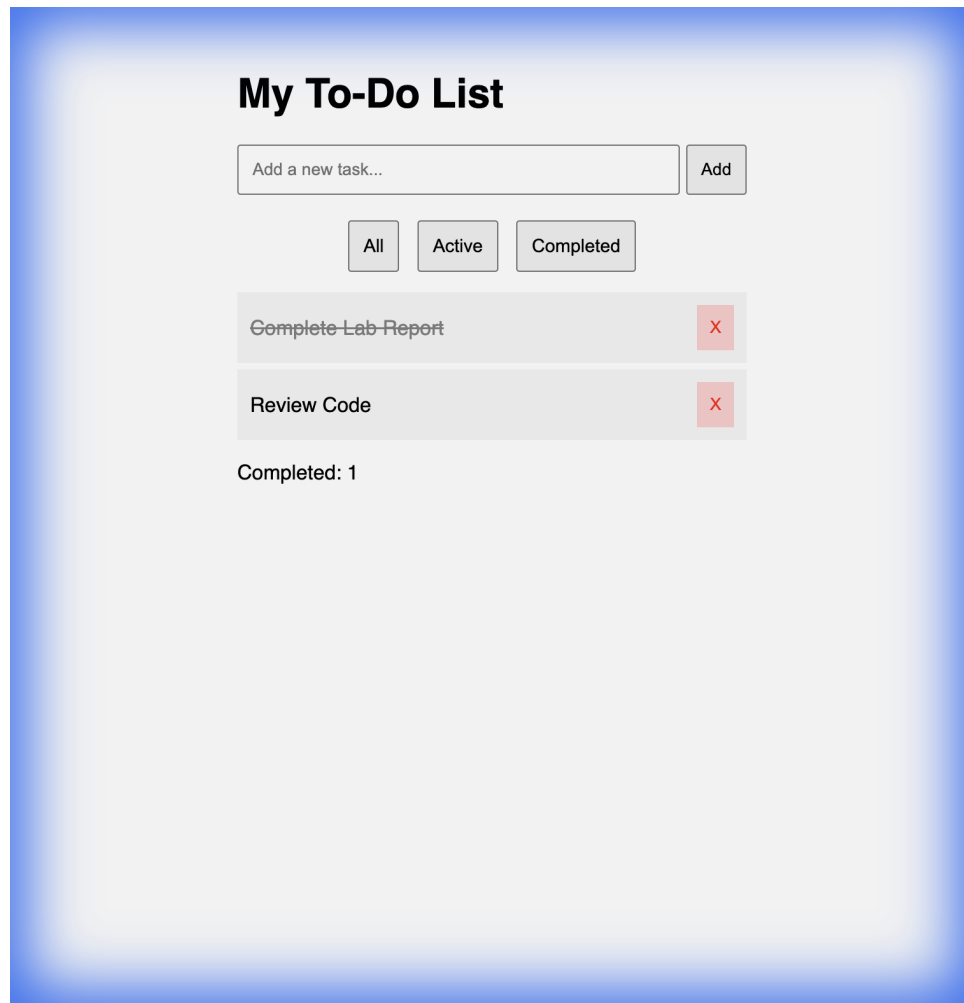 My To-Do List
Add a new task... Add
All Active Completed
Complete Lab Report X
Review Code X
Completed: 1